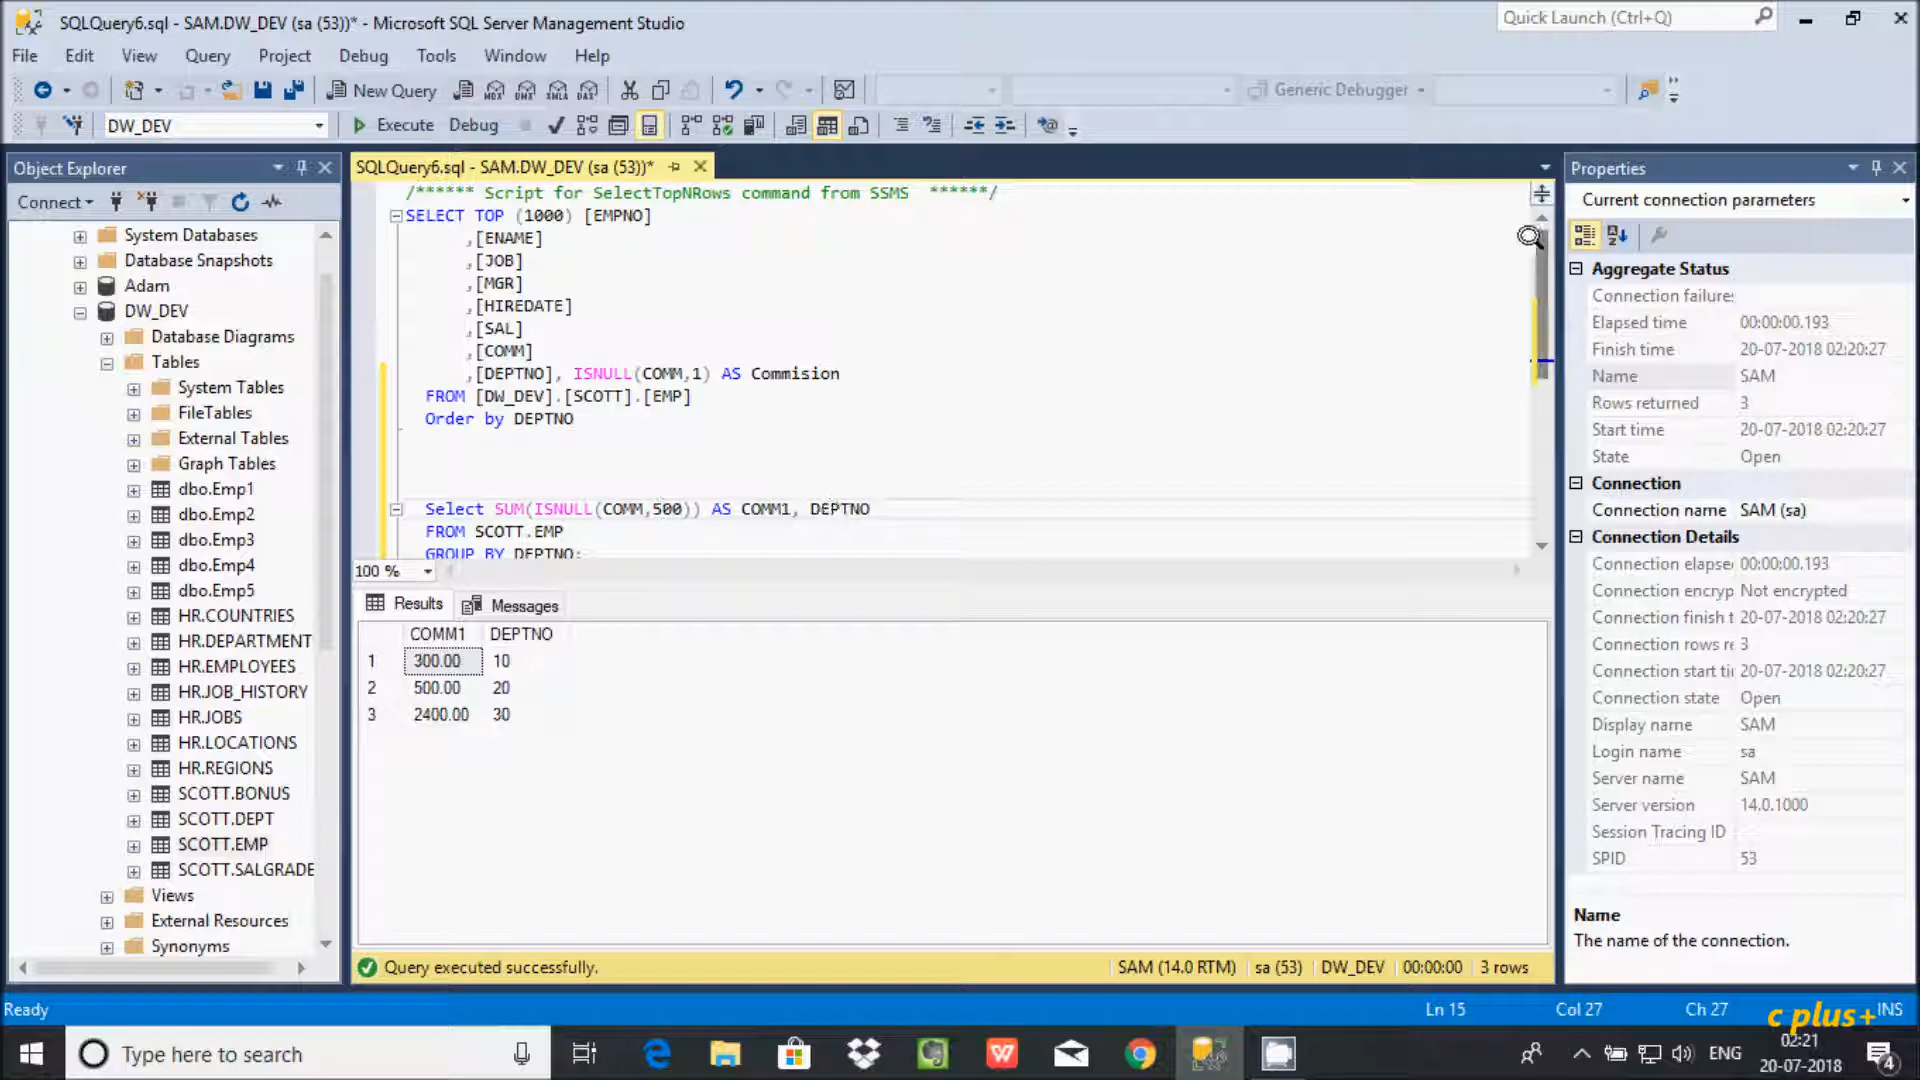 SQLQuery6.sql - SAM.DW_DEV (sa (53))* - Microsoft SQL Server Management Studio
Quick Launch (Ctrl+Q)
File Edit View Query Project Debug Tools Window Help
New Query
MDX DMX XMLA DAX
Generic Debugger
DW_DEV
Execute Debug
Object Explorer
Connect
System Databases
Database Snapshots
Adam
DW_DEV
Database Diagrams
Tables
System Tables
FileTables
External Tables
Graph Tables
dbo.Emp1
dbo.Emp2
dbo.Emp3
dbo.Emp4
dbo.Emp5
HR.COUNTRIES
HR.DEPARTMENT
HR.EMPLOYEES
HR.JOB_HISTORY
HR.JOBS
HR.LOCATIONS
HR.REGIONS
SCOTT.BONUS
SCOTT.DEPT
SCOTT.EMP
SCOTT.SALGRADE
Views
External Resources
Synonyms
SQLQuery6.sql - SAM.DW_DEV (sa (53))*
/****** Script for SelectTopNRows command from SSMS ******/
SELECT TOP (1000) [EMPNO]
,[ENAME]
,[JOB]
,[MGR]
,[HIREDATE]
,[SAL]
,[COMM]
,[DEPTNO], ISNULL(COMM,1) AS Commision
FROM [DW_DEV].[SCOTT].[EMP]
Order by DEPTNO
Select SUM(ISNULL(COMM,500)) AS COMM1, DEPTNO
FROM SCOTT.EMP
GROUP BY DEPTNO;
100 %
Results Messages
COMM1 DEPTNO
1 300.00 10
2 500.00 20
3 2400.00 30
Query executed successfully.
SAM (14.0 RTM) sa (53) DW_DEV 00:00:00 3 rows
Properties
Current connection parameters
Aggregate Status
Connection failure:
Elapsed time 00:00:00.193
Finish time 20-07-2018 02:20:27
Name SAM
Rows returned 3
Start time 20-07-2018 02:20:27
State Open
Connection
Connection name SAM (sa)
Connection Details
Connection elapse 00:00:00.193
Connection encryp Not encrypted
Connection finish t 20-07-2018 02:20:27
Connection rows re 3
Connection start ti 20-07-2018 02:20:27
Connection state Open
Display name SAM
Login name sa
Server name SAM
Server version 14.0.1000
Session Tracing ID
SPID 53
Name
The name of the connection.
Ready
Ln 15 Col 27 Ch 27 INS
c plus+
Type here to search
ENG
02:21
20-07-2018
4